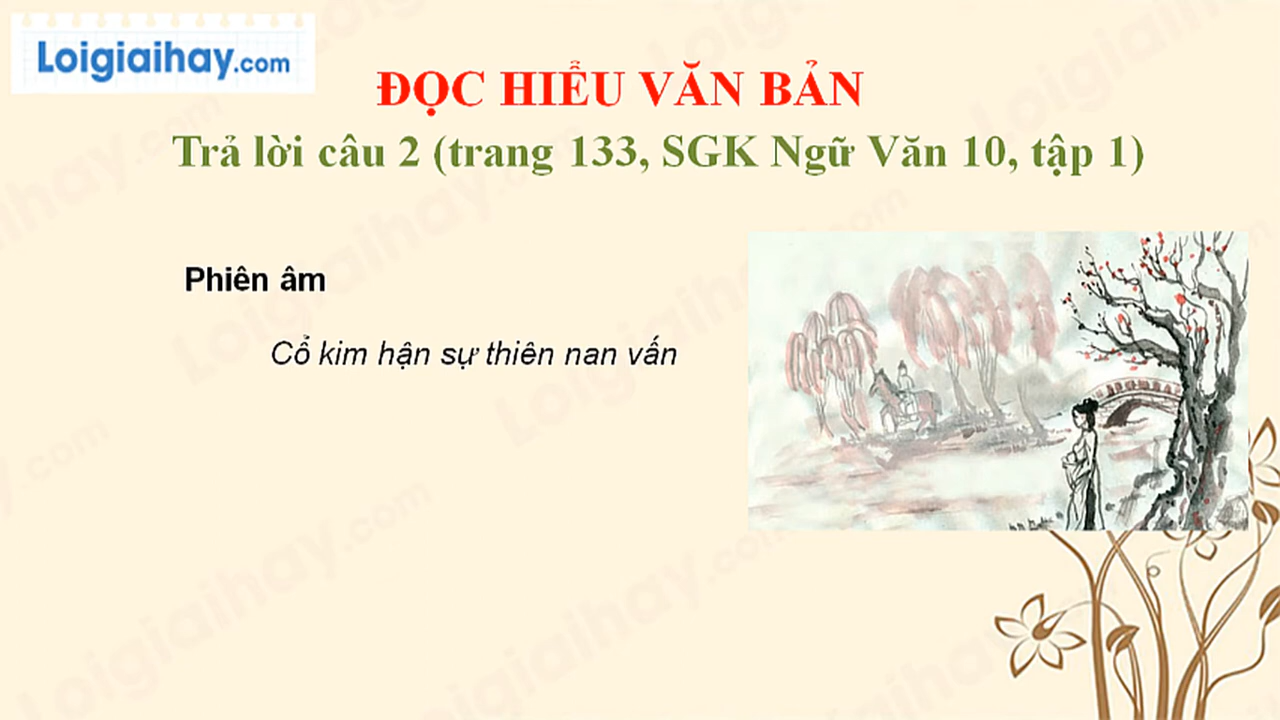 Loigiaihay.com
ĐỌC HIỂU VĂN BẢN
Trả lời câu 2 (trang 133, SGK Ngữ Văn 10, tập 1)
Phiên âm
Cổ kim hận sự thiên nan vấn